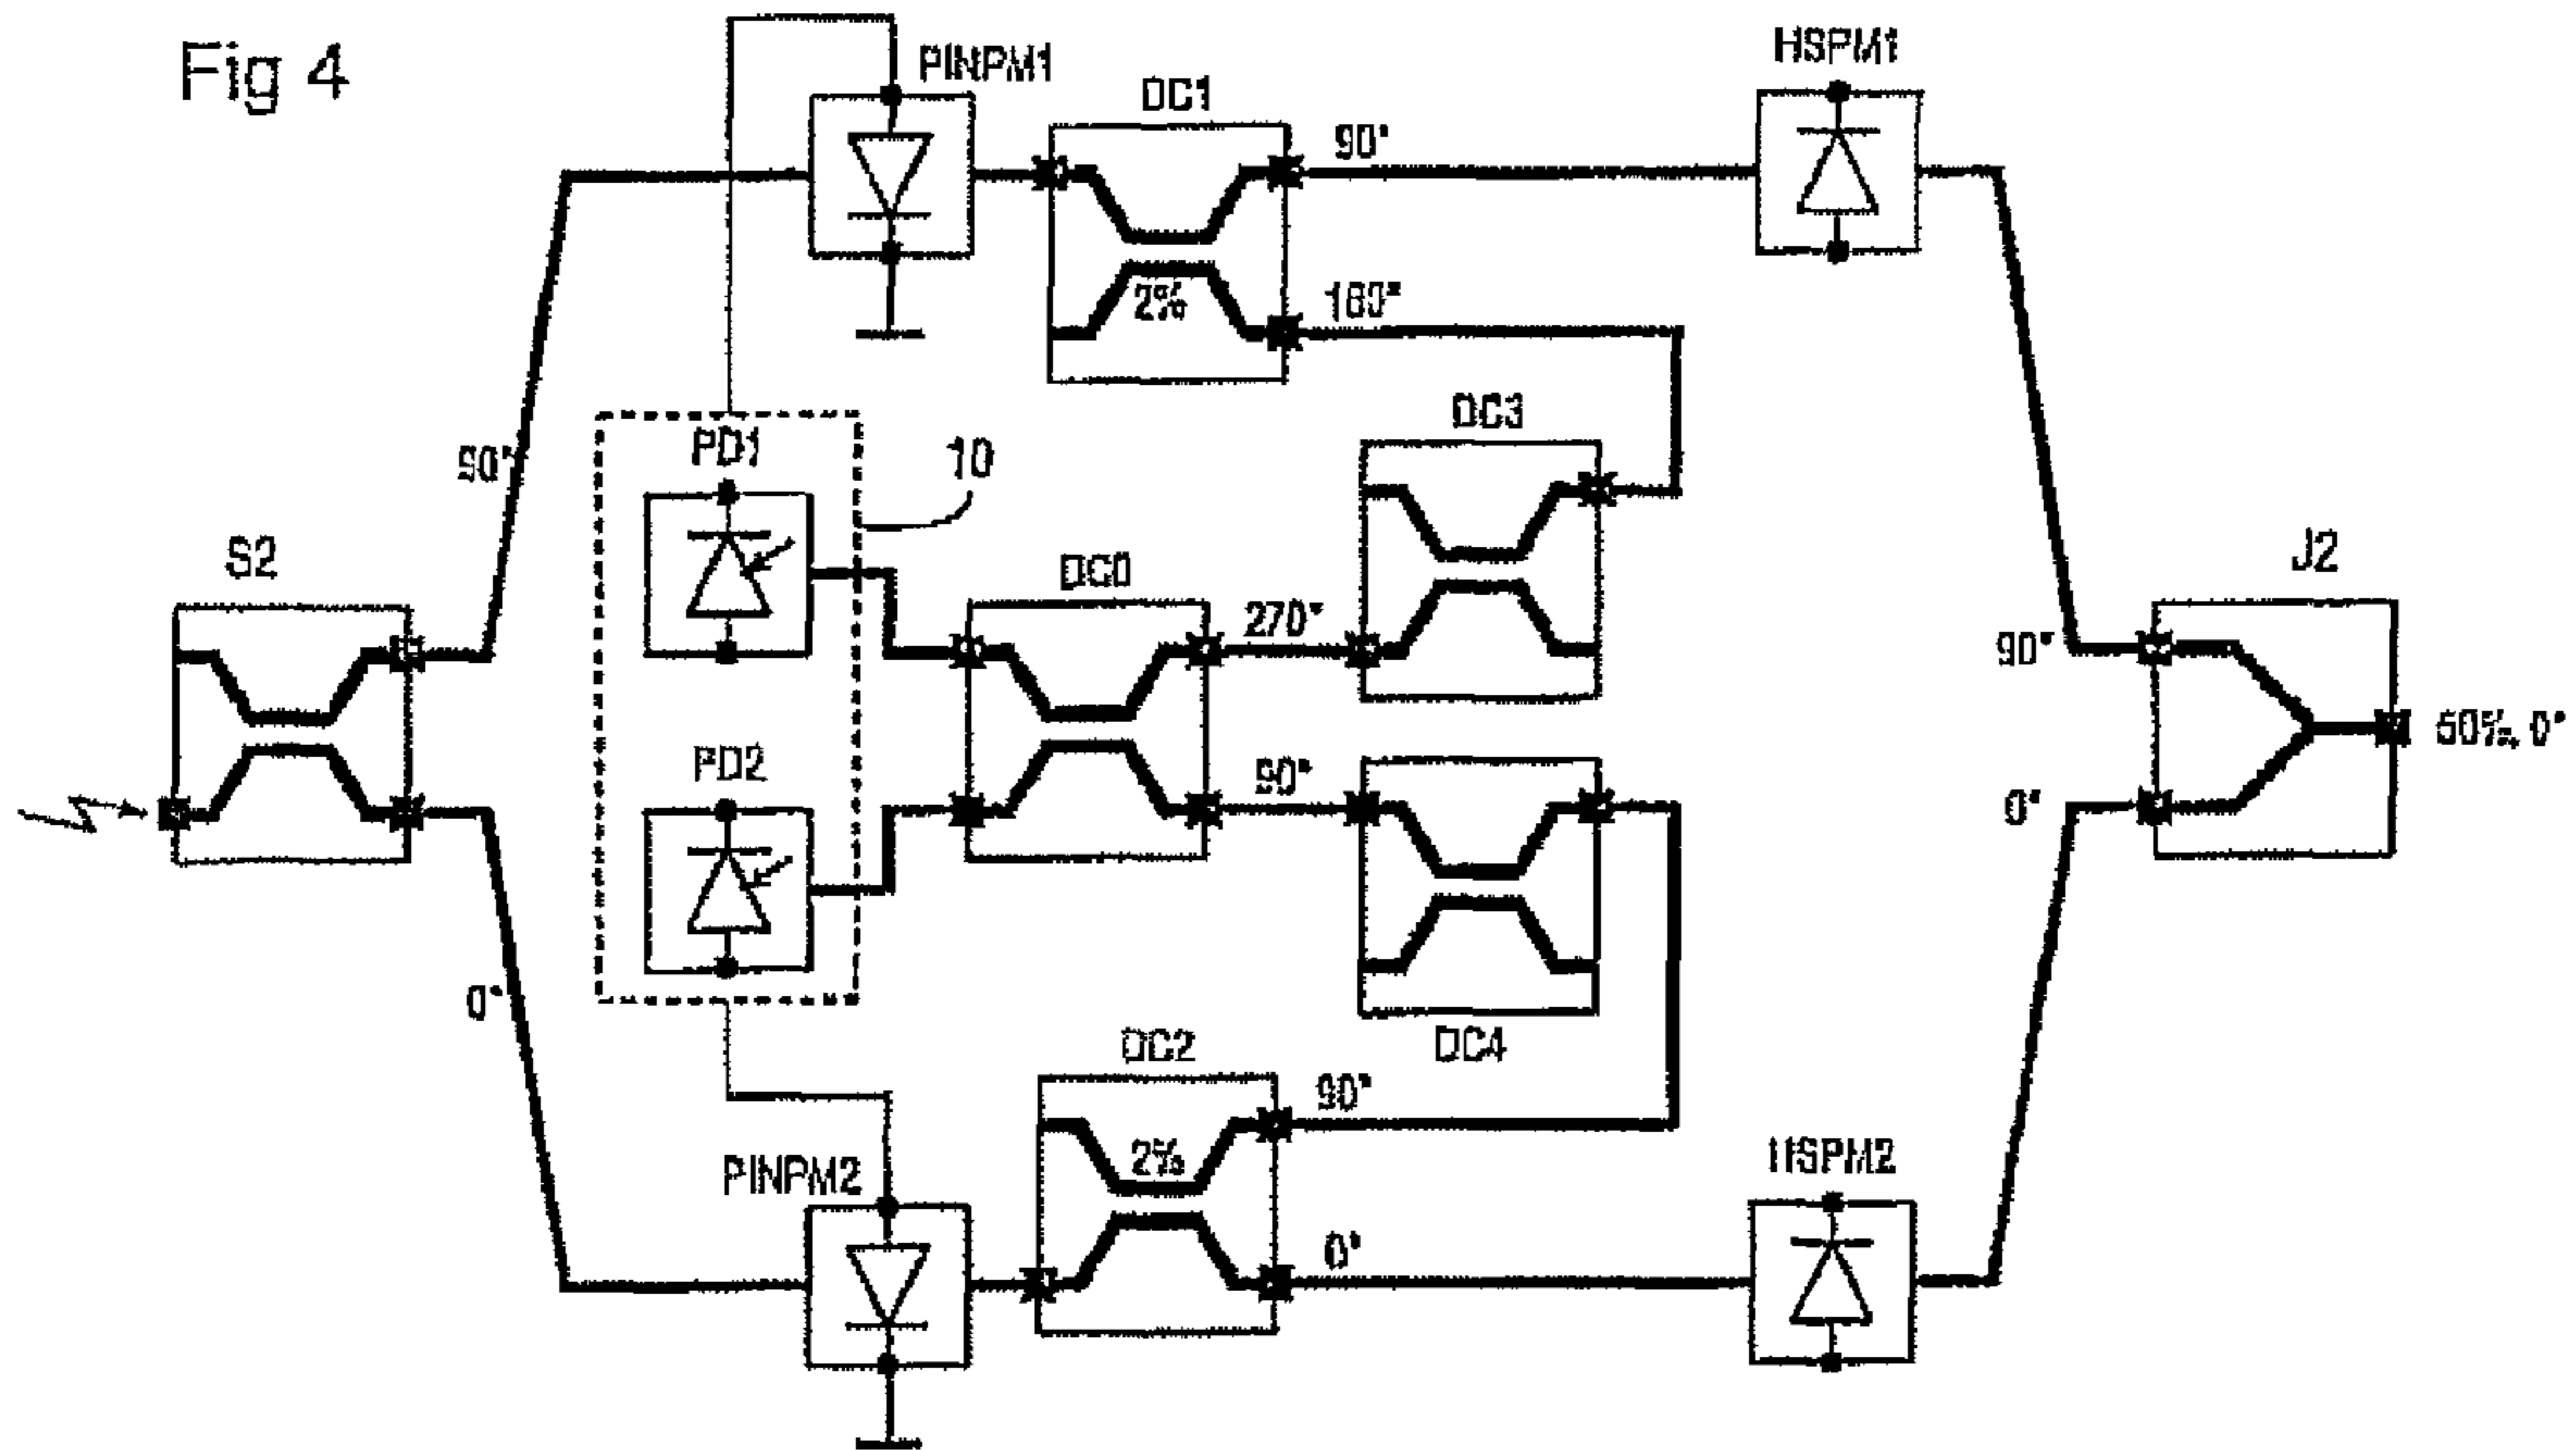 Fig 4
PINPM1
DC1
HSPM1
90°
2%
180°
90°
PD1
10
DC3
S2
DC0
270°
J2
90°
50%, 0°
PD2
90°
0°
0°
DC2
DC4
90°
PINPM2
2%
HSPM2
0°